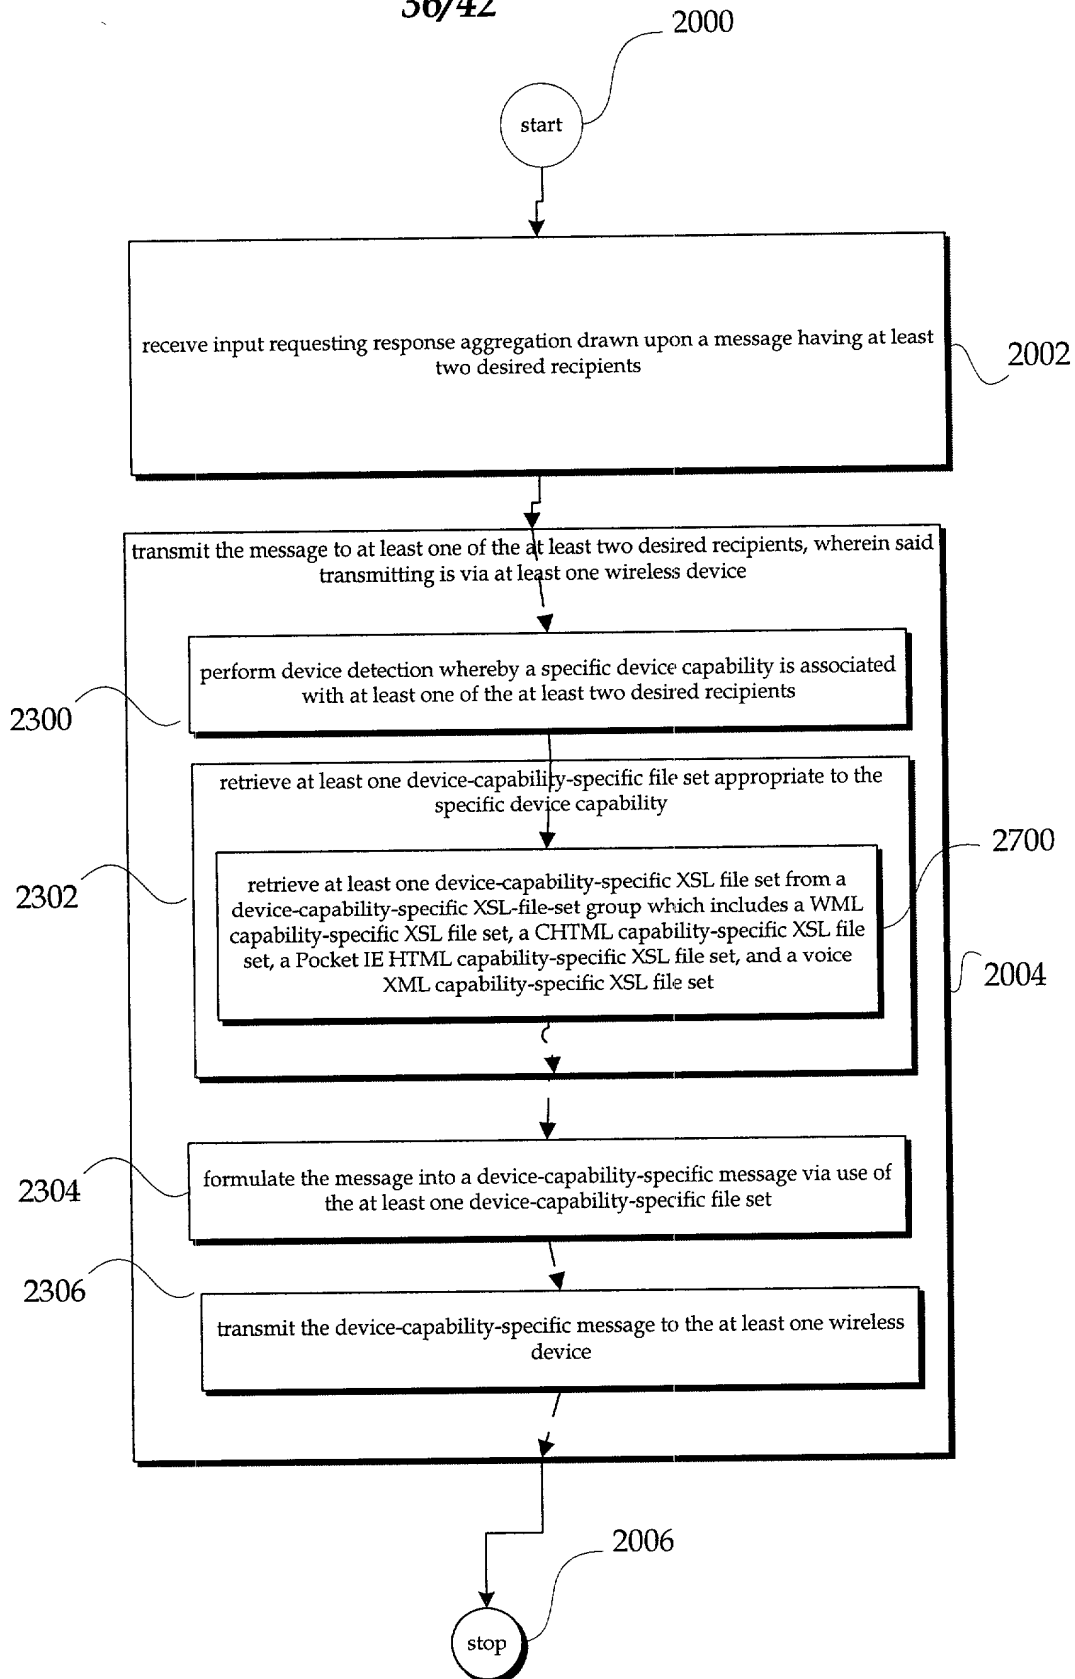 36/42
2000
start
receive input requesting response aggregation drawn upon a message having at least
two desired recipients
2002
transmit the message to at least one of the at least two desired recipients, wherein said
transmitting is via at least one wireless device
perform device detection whereby a specific device capability is associated
with at least one of the at least two desired recipients
2300
retrieve at least one device-capability-specific file set appropriate to the
specific device capability
2700
2302
retrieve at least one device-capability-specific XSL file set from a
device-capability-specific XSL-file-set group which includes a WML
capability-specific XSL file set, a CHTML capability-specific XSL file
set, a Pocket IE HTML capability-specific XSL file set, and a voice
XML capability-specific XSL file set
2004
formulate the message into a device-capability-specific message via use of
the at least one device-capability-specific file set
2304
2306
transmit the device-capability-specific message to the at least one wireless
device
2006
stop